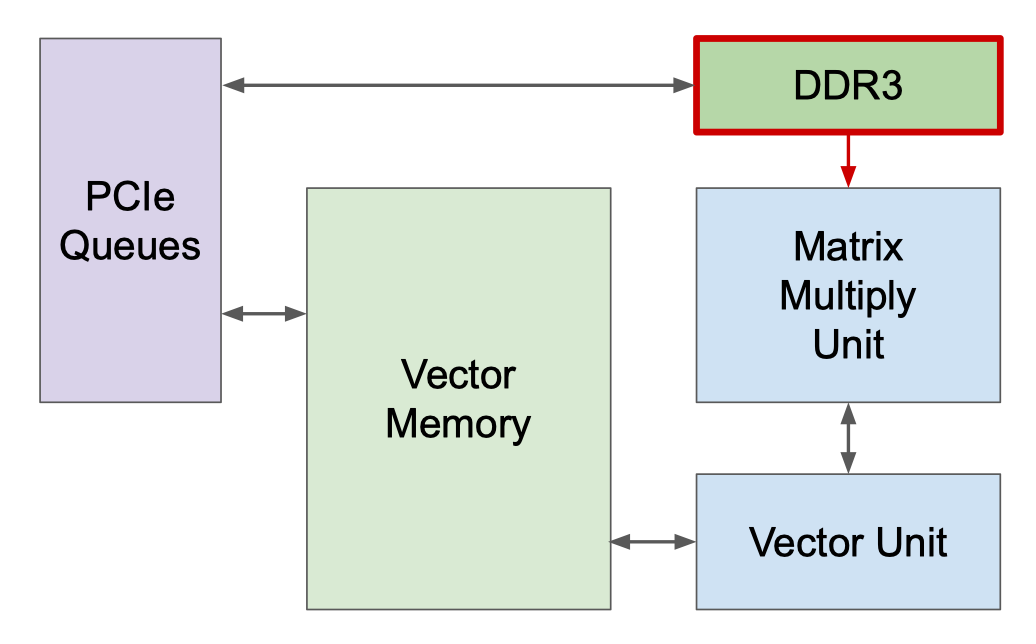 DDR3
PCIe
Queues
Matrix
Multiply
Unit
Vector
Memory
Vector Unit